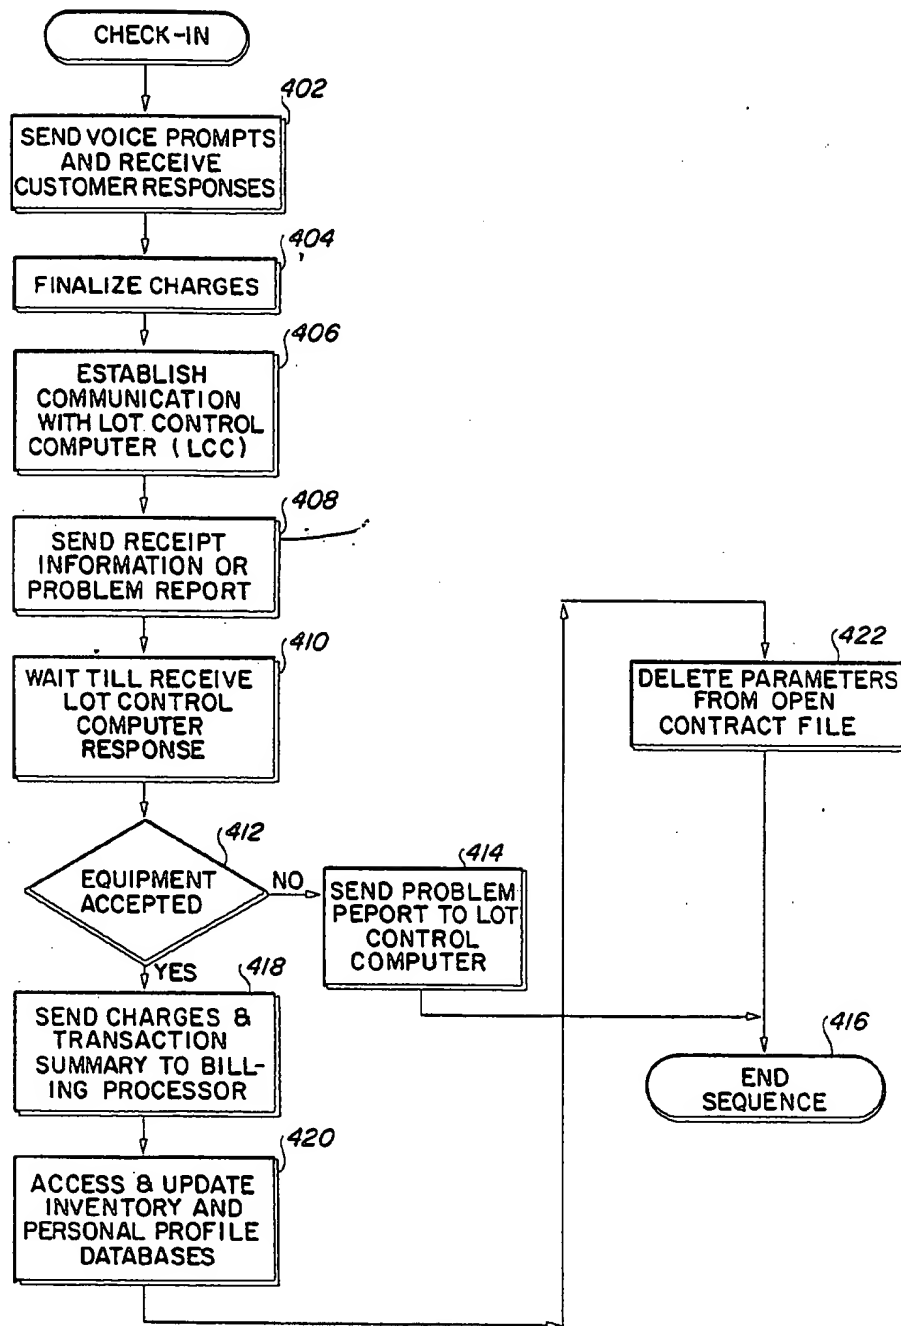 CHECK-IN
402
SEND VOICE PROMPTS
AND RECEIVE
CUSTOMER RESPONSES
404
FINALIZE CHARGES
406
ESTABLISH
COMMUNICATION
WITH LOT CONTROL
COMPUTER (LCC)
408
SEND RECEIPT
INFORMATION OR
PROBLEM REPORT
410
WAIT TILL RECEIVE
LOT CONTROL
COMPUTER
RESPONSE
412
EQUIPMENT
ACCEPTED
NO
414
SEND PROBLEM
PEPORT TO LOT
CONTROL
COMPUTER
YES
418
SEND CHARGES &
TRANSACTION
SUMMARY TO BILL-
ING PROCESSOR
420
ACCESS & UPDATE
INVENTORY AND
PERSONAL PROFILE
DATABASES
422
DELETE PARAMETERS
FROM OPEN
CONTRACT FILE
416
END
SEQUENCE